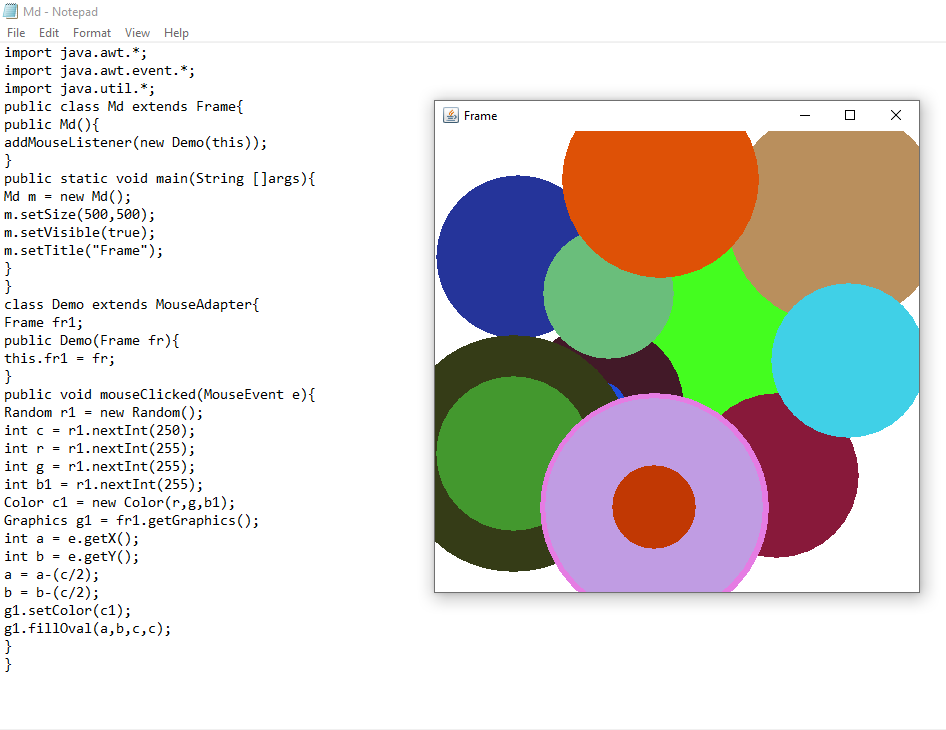 Md - Notepad
File Edit Format View Help
import java.awt.*;
import java.awt.event.*;
import java.util.*;
public class Md extends Frame{
public Md(){
addMouseListener(new Demo(this));
}
public static void main(String []args){
Md m = new Md();
m.setSize(500,500);
m.setVisible(true);
m.setTitle("Frame");
}
}
class Demo extends MouseAdapter{
Frame fr1;
public Demo(Frame fr){
this.fr1 = fr;
}
public void mouseClicked(MouseEvent e){
Random r1 = new Random();
int c = r1.nextInt(250);
int r = r1.nextInt(255);
int g = r1.nextInt(255);
int b1 = r1.nextInt(255);
Color c1 = new Color(r,g,b1);
Graphics g1 = fr1.getGraphics();
int a = e.getX();
int b = e.getY();
a = a-(c/2);
b = b-(c/2);
g1.setColor(c1);
g1.fillOval(a,b,c,c);
}
}
Frame